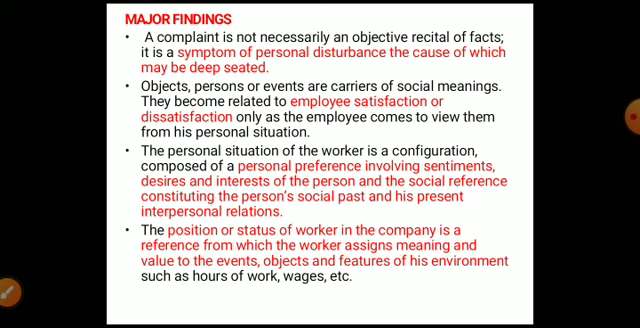 MAJOR FINDINGS
• A complaint is not necessarily an objective recital of facts;
it is a symptom of personal disturbance the cause of which
may be deep seated.
• Objects, persons or events are carriers of social meanings.
They become related to employee satisfaction or
dissatisfaction only as the employee comes to view them
from his personal situation.
• The personal situation of the worker is a configuration,
composed of a personal preference involving sentiments,
desires and interests of the person and the social reference
constituting the person's social past and his present
interpersonal relations.
• The position or status of worker in the company is a
reference from which the worker assigns meaning and
value to the events, objects and features of his environment
such as hours of work, wages, etc.